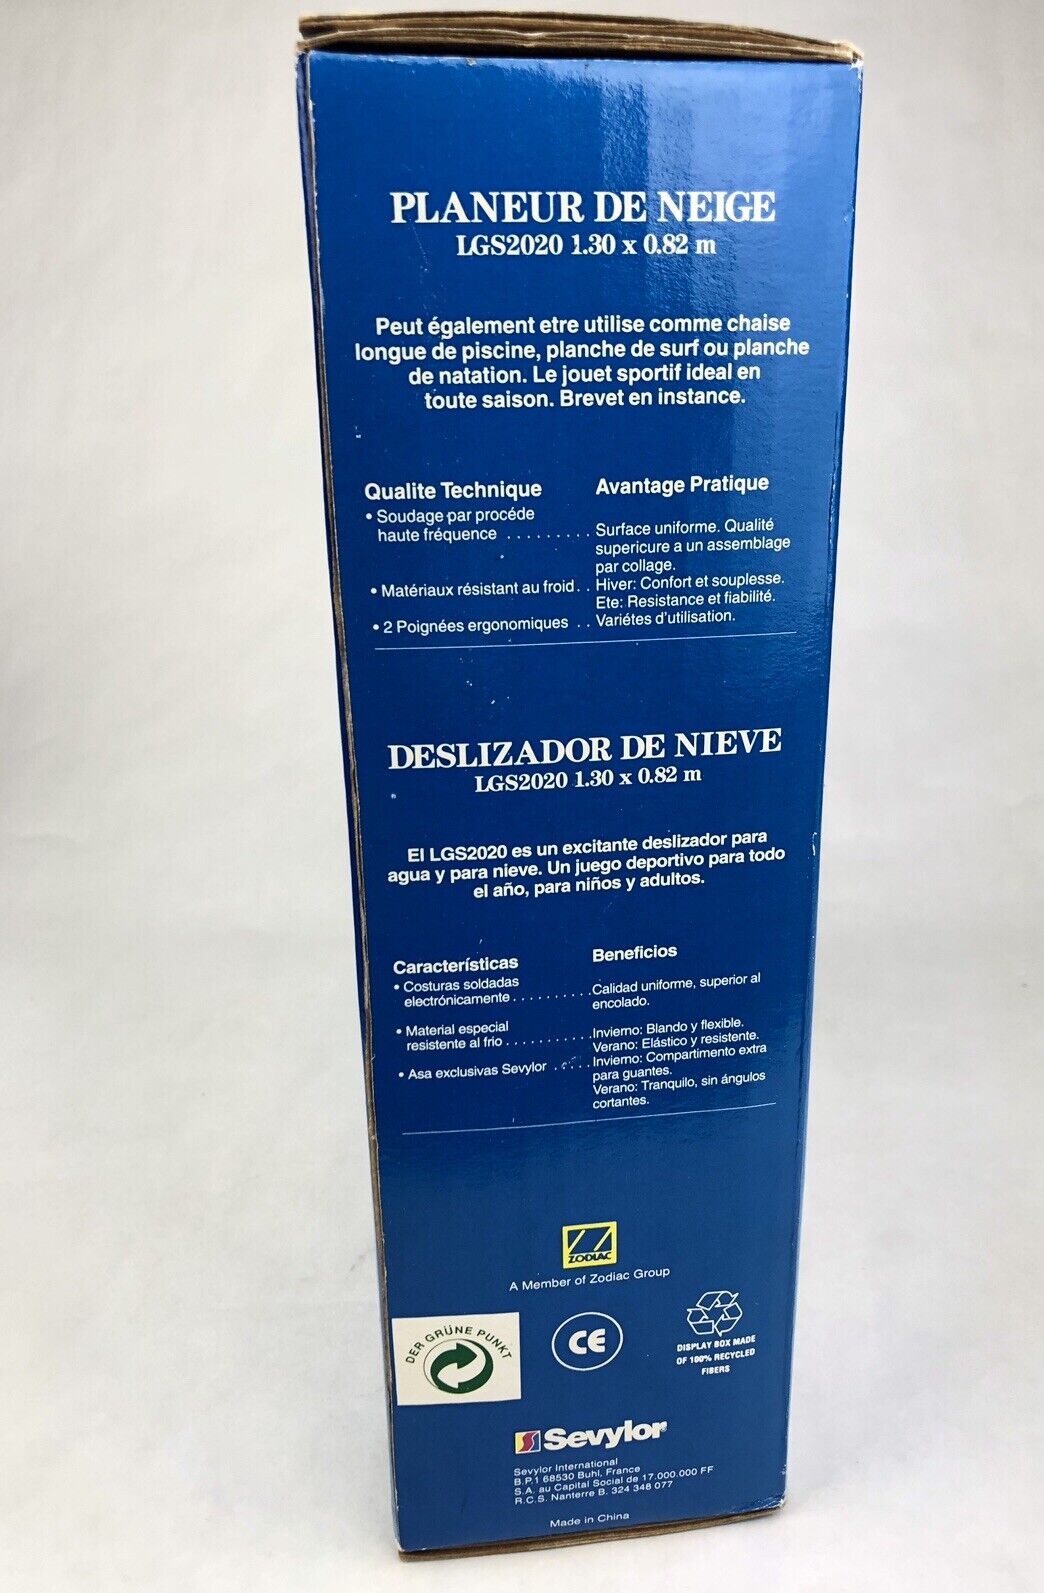 PLANEUR DE NEIGE
LGS2020 1.30 x 0.82 m
Peut également etre utilise comme chaise
longue de piscine, planche de surf ou planche
de natation. Le jouet sportif ideal en
toute saison. Brevet en instance.
Qualite Technique
Avantage Pratique
• Soudage par procéde
haute fréquence . . . . . . . . . Surface uniforme. Qualité
supericure a un assemblage
par collage.
• Matériaux résistant au froid . . Hiver: Confort et souplesse.
Ete: Resistance et fiabilité.
• 2 Poignées ergonomiques . . Variétes d'utilisation.
DESLIZADOR DE NIEVE
LGS2020 1.30 x 0.82 m
El LGS2020 es un excitante deslizador para
agua y para nieve. Un juego deportivo para todo
el año, para niños y adultos.
Características
Beneficios
• Costuras soldadas
electrónicamente . . . . . . . . . . Calidad uniforme, superior al
encolado.
• Material especial
resistente al frio . . . . . . . . . . . Invierno: Blando y flexible.
Verano: Elástico y resistente.
• Asa exclusivas Sevylor . . . . . Invierno: Compartimento extra
para guantes.
Verano: Tranquilo, sin ángulos
cortantes.
ZODIAC
A Member of Zodiac Group
DER GRÜNE PUNKT
CE
DISPLAY BOX MADE
OF 100% RECYCLED
FIBERS
Sevylor
Sevylor International
B.P.1 68530 Buhl, France
S.A. au Capital Social de 17.000.000 FF
R.C.S. Nanterre B. 324 348 077
Made in China